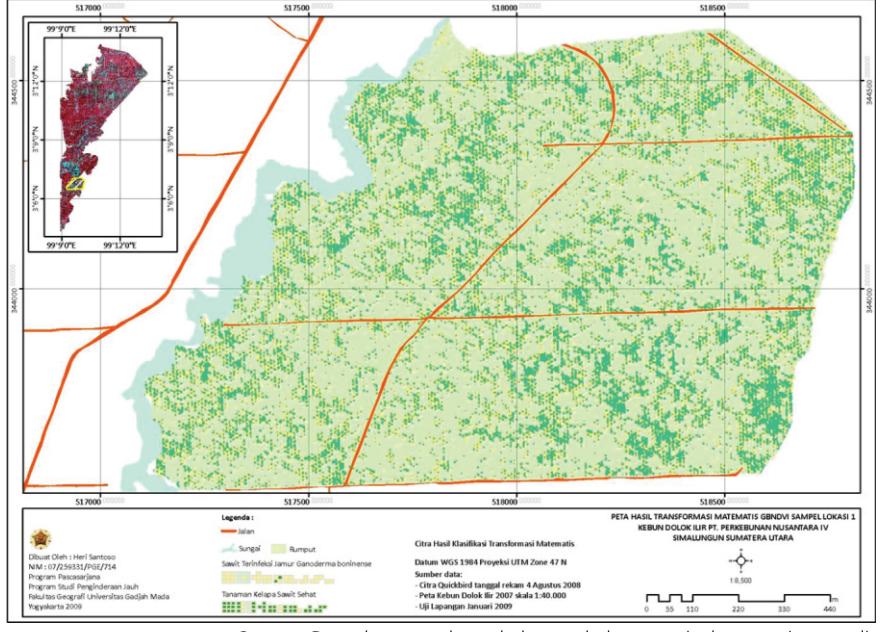 517000
517500
518000
518500
99°9'0"E 99°12'0"E
3°12'0"N
3°12'0"N
3°9'0"N
3°9'0"N
3°6'0"N
3°6'0"N
99°9'0"E 99°12'0"E
344500
344500
344000
344000
517000
517500
518000
518500
Dibuat Oleh : Heri Santoso
Program Pascasarjana
Program Studi Penginderaan Jauh
Fakultas Geografi Universitas Gadjah Mada
Yogyakarta 2009
Legenda :
Jalan
Sungai Rumput
Sawit Terinfeksi Jamur Ganoderma boninense
Tanaman Kelapa Sawit Sehat
Citra Hasil Klasifikasi Transformasi Matematis
Datum WGS 1984 Proyeksi UTM Zone 47 N
Sumber data:
- Citra Quickbird tanggal rekam 4 Agustus 2008
- Peta Kebun Dolok Ilir 2007 skala 1:40.000
- Uji Lapangan Januari 2009
PETA HASIL TRANSFORMASI MATEMATIS GBNDVI SAMPEL LOKASI 1
KEBUN DOLOK ILIR PT. PERKEBUNAN NUSANTARA IV
SIMALUNGUN SUMATERA UTARA
1:8,500
0 55 110 220 330 440
m